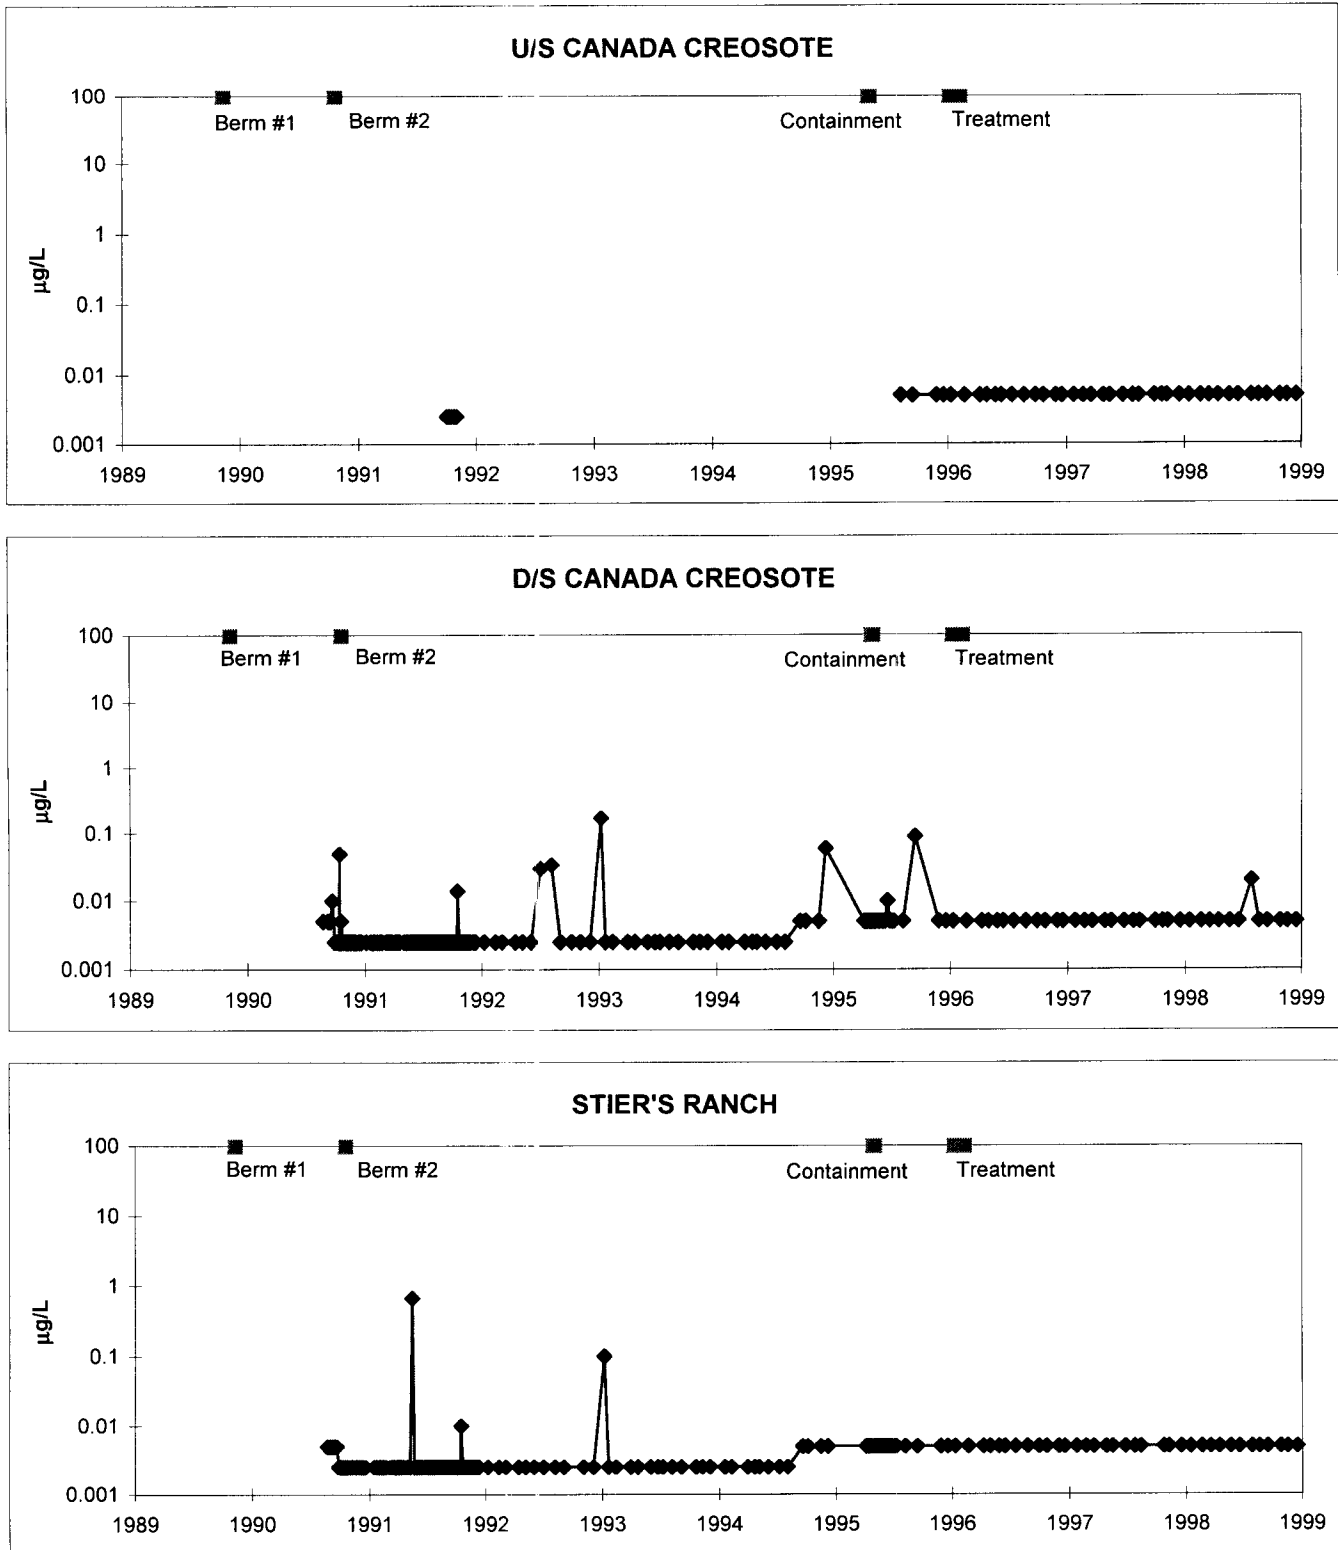 U/S CANADA CREOSOTE
100
Berm #1 Berm #2 Containment Treatment
10
1
µg/L
0.1
0.01
0.001
1989 1990 1991 1992 1993 1994 1995 1996 1997 1998 1999
D/S CANADA CREOSOTE
100
Berm #1 Berm #2 Containment Treatment
10
1
µg/L
0.1
0.01
0.001
1989 1990 1991 1992 1993 1994 1995 1996 1997 1998 1999
STIER'S RANCH
100
Berm #1 Berm #2 Containment Treatment
10
1
µg/L
0.1
0.01
0.001
1989 1990 1991 1992 1993 1994 1995 1996 1997 1998 1999